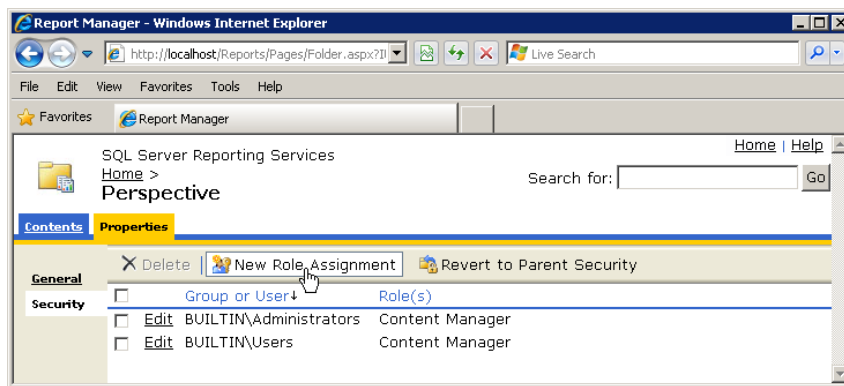 Report Manager - Windows Internet Explorer
http://localhost/Reports/Pages/Folder.aspx?I
Live Search
File Edit View Favorites Tools Help
Favorites Report Manager
Home | Help
SQL Server Reporting Services
Home >
Search for: Go
Perspective
Contents Properties
Delete | New Role Assignment Revert to Parent Security
General
Security
Group or User↓ Role(s)
Edit BUILTIN\Administrators Content Manager
Edit BUILTIN\Users Content Manager